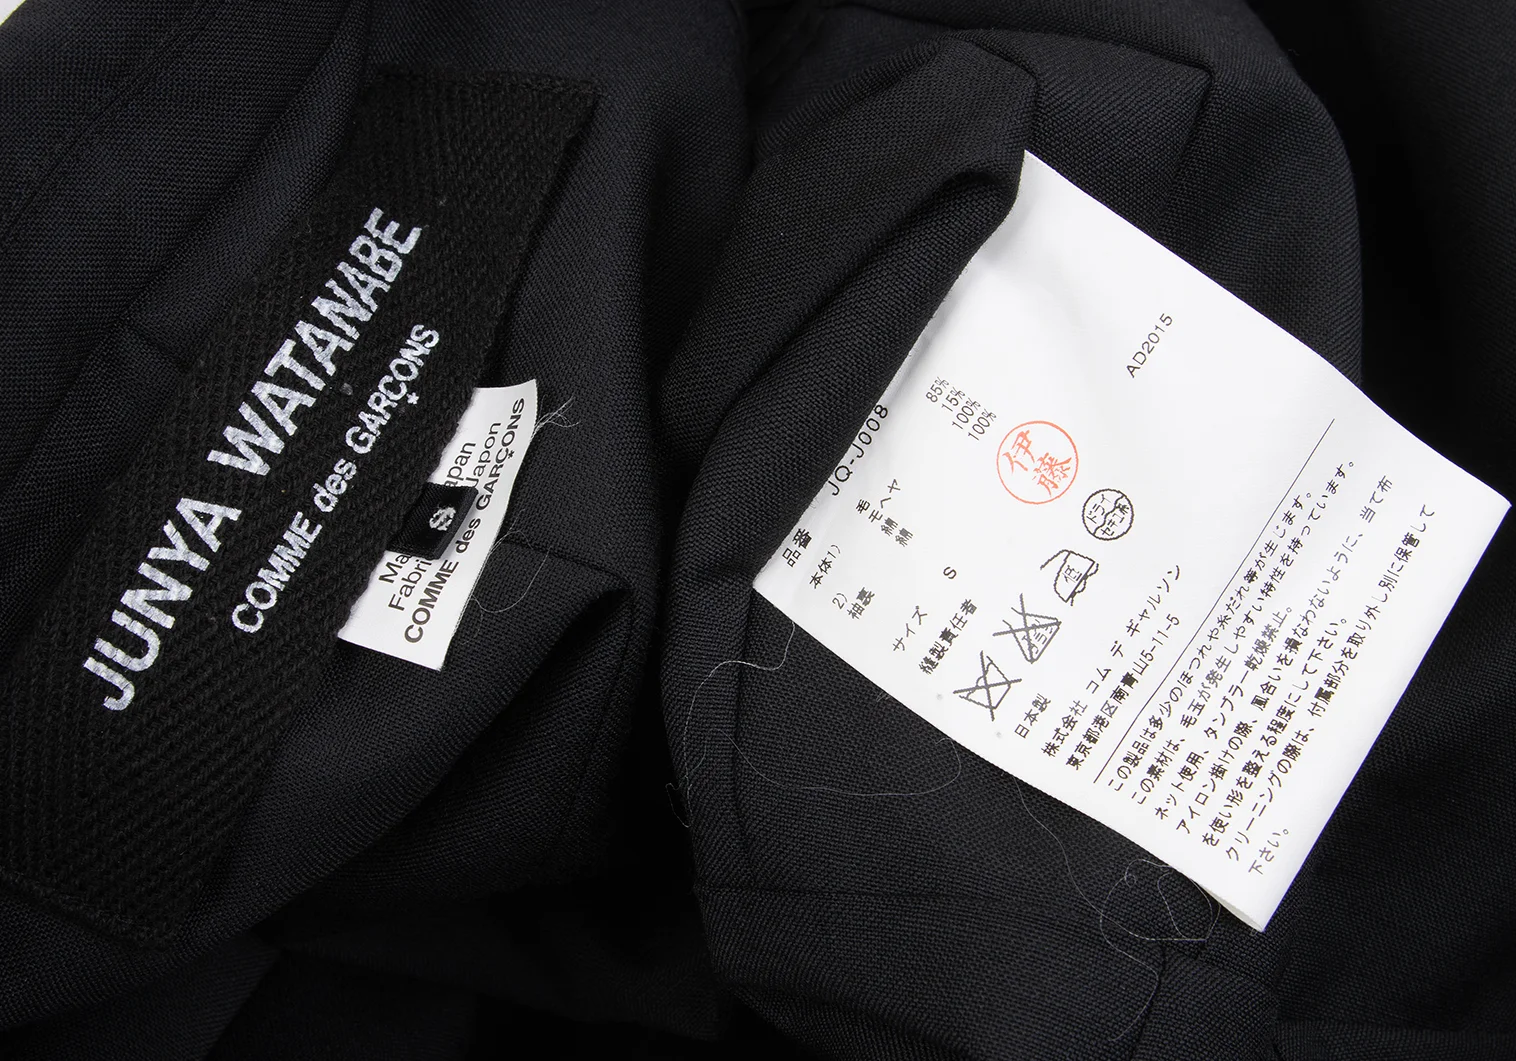 JUNYA WATANABE
COMME des GARÇONS
S
apan
Japon
COMME des GARÇONS
AD2015
品番 JQ-J008
本体1) 毛 85%
モヘヤ 15%
2) 綿 100%
袖裏 綿 100%
伊藤
サイズ S
縫製責任者
低
日本製
株式会社 コム デ ギャルソン
東京都港区南青山5-11-5
この製品は多少のほつれや糸だれ等が生じます。
この素材は、毛玉が発生しやすい特性を持っています。
ネット使用、タンブラー乾燥禁止。
アイロン掛けの際、風合いを損なわないように、当て布
を使い形を整える程度にして下さい。
クリーニングの際は、付属部分を取り外し別に保管して
下さい。